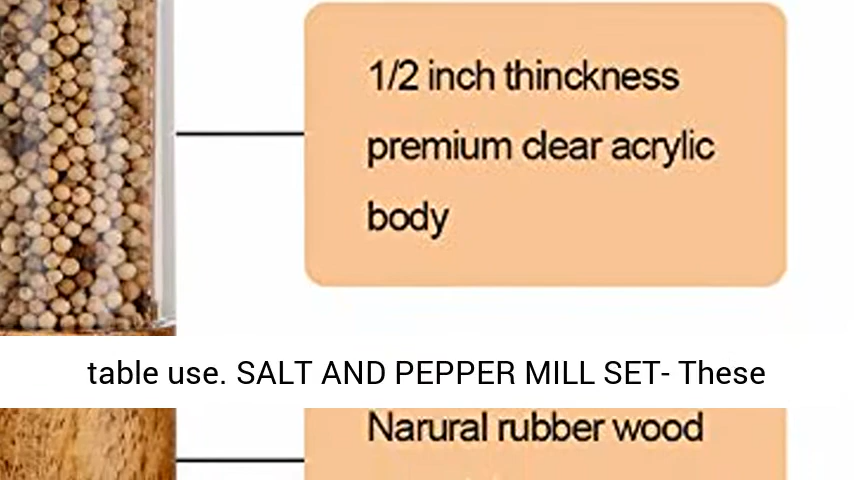 1/2 inch thinckness
premium clear acrylic
body
table use. SALT AND PEPPER MILL SET- These
Narural rubber wood